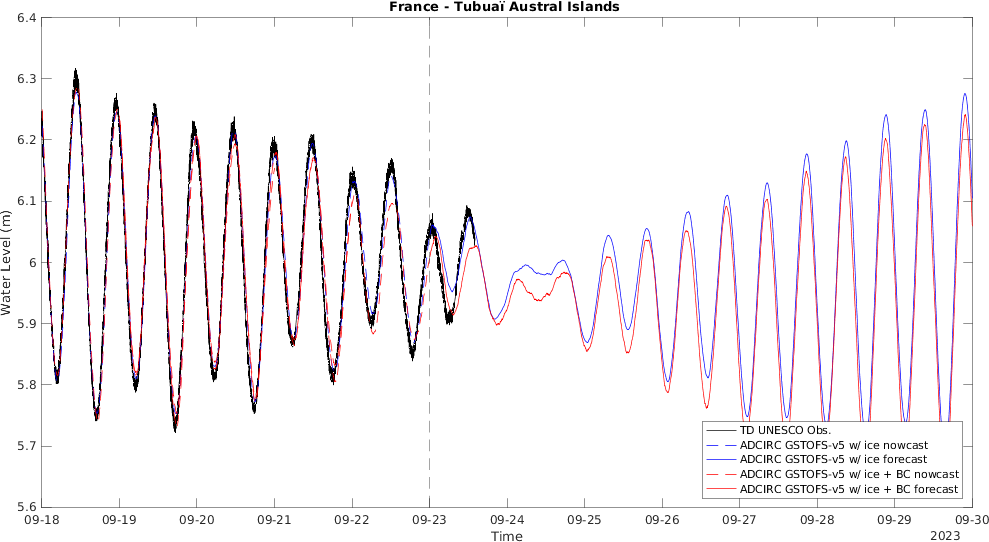 France - Tubuaï Austral Islands
6.4
6.3
6.2
6.1
6
5.9
5.8
5.7
5.6
Water Level (m)
TD UNESCO Obs.
ADCIRC GSTOFS-v5 w/ ice nowcast
ADCIRC GSTOFS-v5 w/ ice forecast
ADCIRC GSTOFS-v5 w/ ice + BC nowcast
ADCIRC GSTOFS-v5 w/ ice + BC forecast
09-18 09-19 09-20 09-21 09-22 09-23 09-24 09-25 09-26 09-27 09-28 09-29 09-30
Time
2023